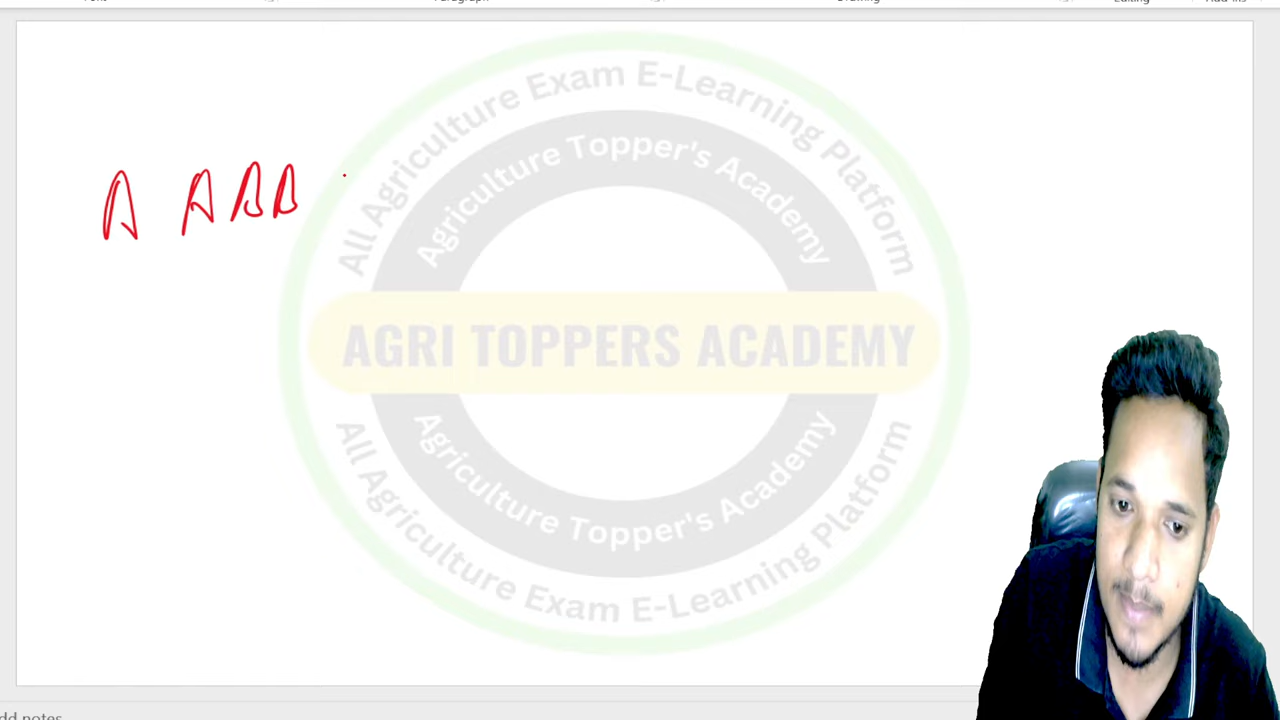 A ABB
All Agriculture Exam E-Learning Platform
Agriculture Topper's Academy
AGRI TOPPERS ACADEMY
Agriculture Topper's Academy
All Agriculture Exam E-Learning Platform
dd notes